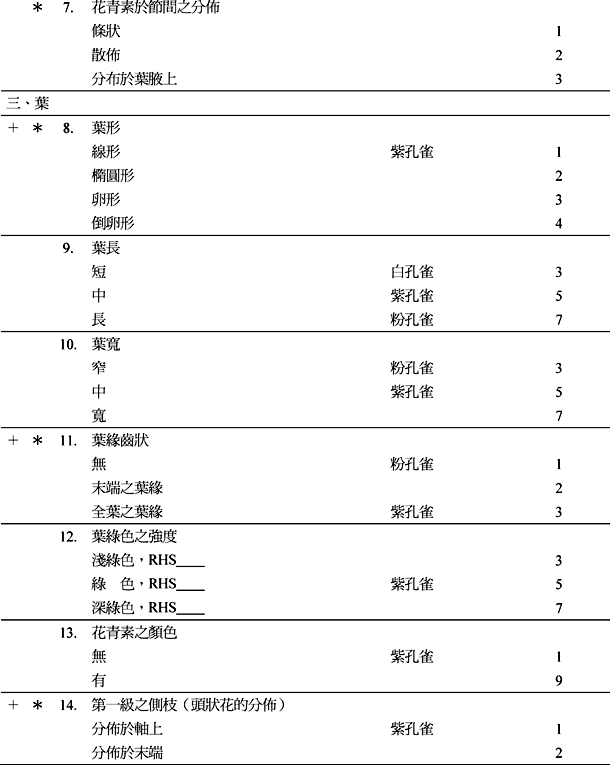 ＊ 7. 花青素於節間之分佈
條狀 1
散佈 2
分布於葉腋上 3
三、葉
＋ ＊ 8. 葉形
線形 紫孔雀 1
橢圓形 2
卵形 3
倒卵形 4
9. 葉長
短 白孔雀 3
中 紫孔雀 5
長 粉孔雀 7
10. 葉寬
窄 粉孔雀 3
中 紫孔雀 5
寬 7
＋ ＊ 11. 葉緣齒狀
無 粉孔雀 1
末端之葉緣 2
全葉之葉緣 紫孔雀 3
12. 葉綠色之強度
淺綠色，RHS____ 3
綠　色，RHS____ 紫孔雀 5
深綠色，RHS____ 7
13. 花青素之顏色
無 紫孔雀 1
有 9
＋ ＊ 14. 第一級之側枝（頭狀花的分佈）
分佈於軸上 紫孔雀 1
分佈於末端 2